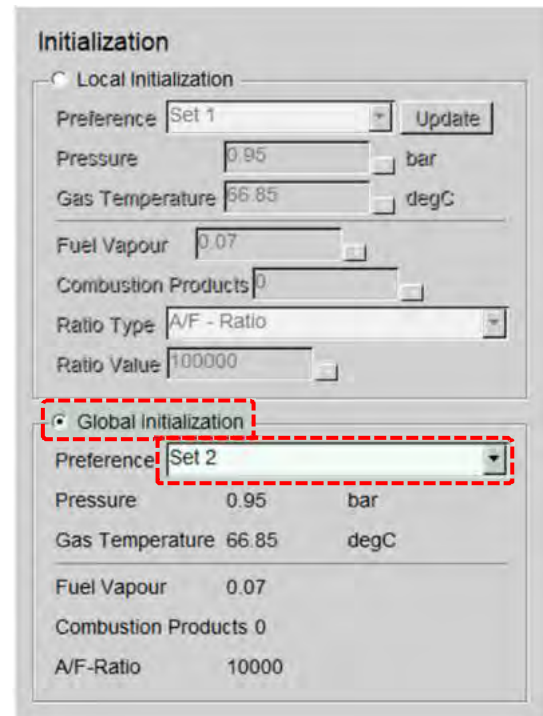 Initialization
Local Initialization
Preference Set 1 Update
Pressure 0.95 bar
Gas Temperature 66.85 degC
Fuel Vapour 0.07
Combustion Products 0
Ratio Type A/F - Ratio
Ratio Value 100000
Global Initialization
Preference Set 2
Pressure 0.95 bar
Gas Temperature 66.85 degC
Fuel Vapour 0.07
Combustion Products 0
A/F-Ratio 10000